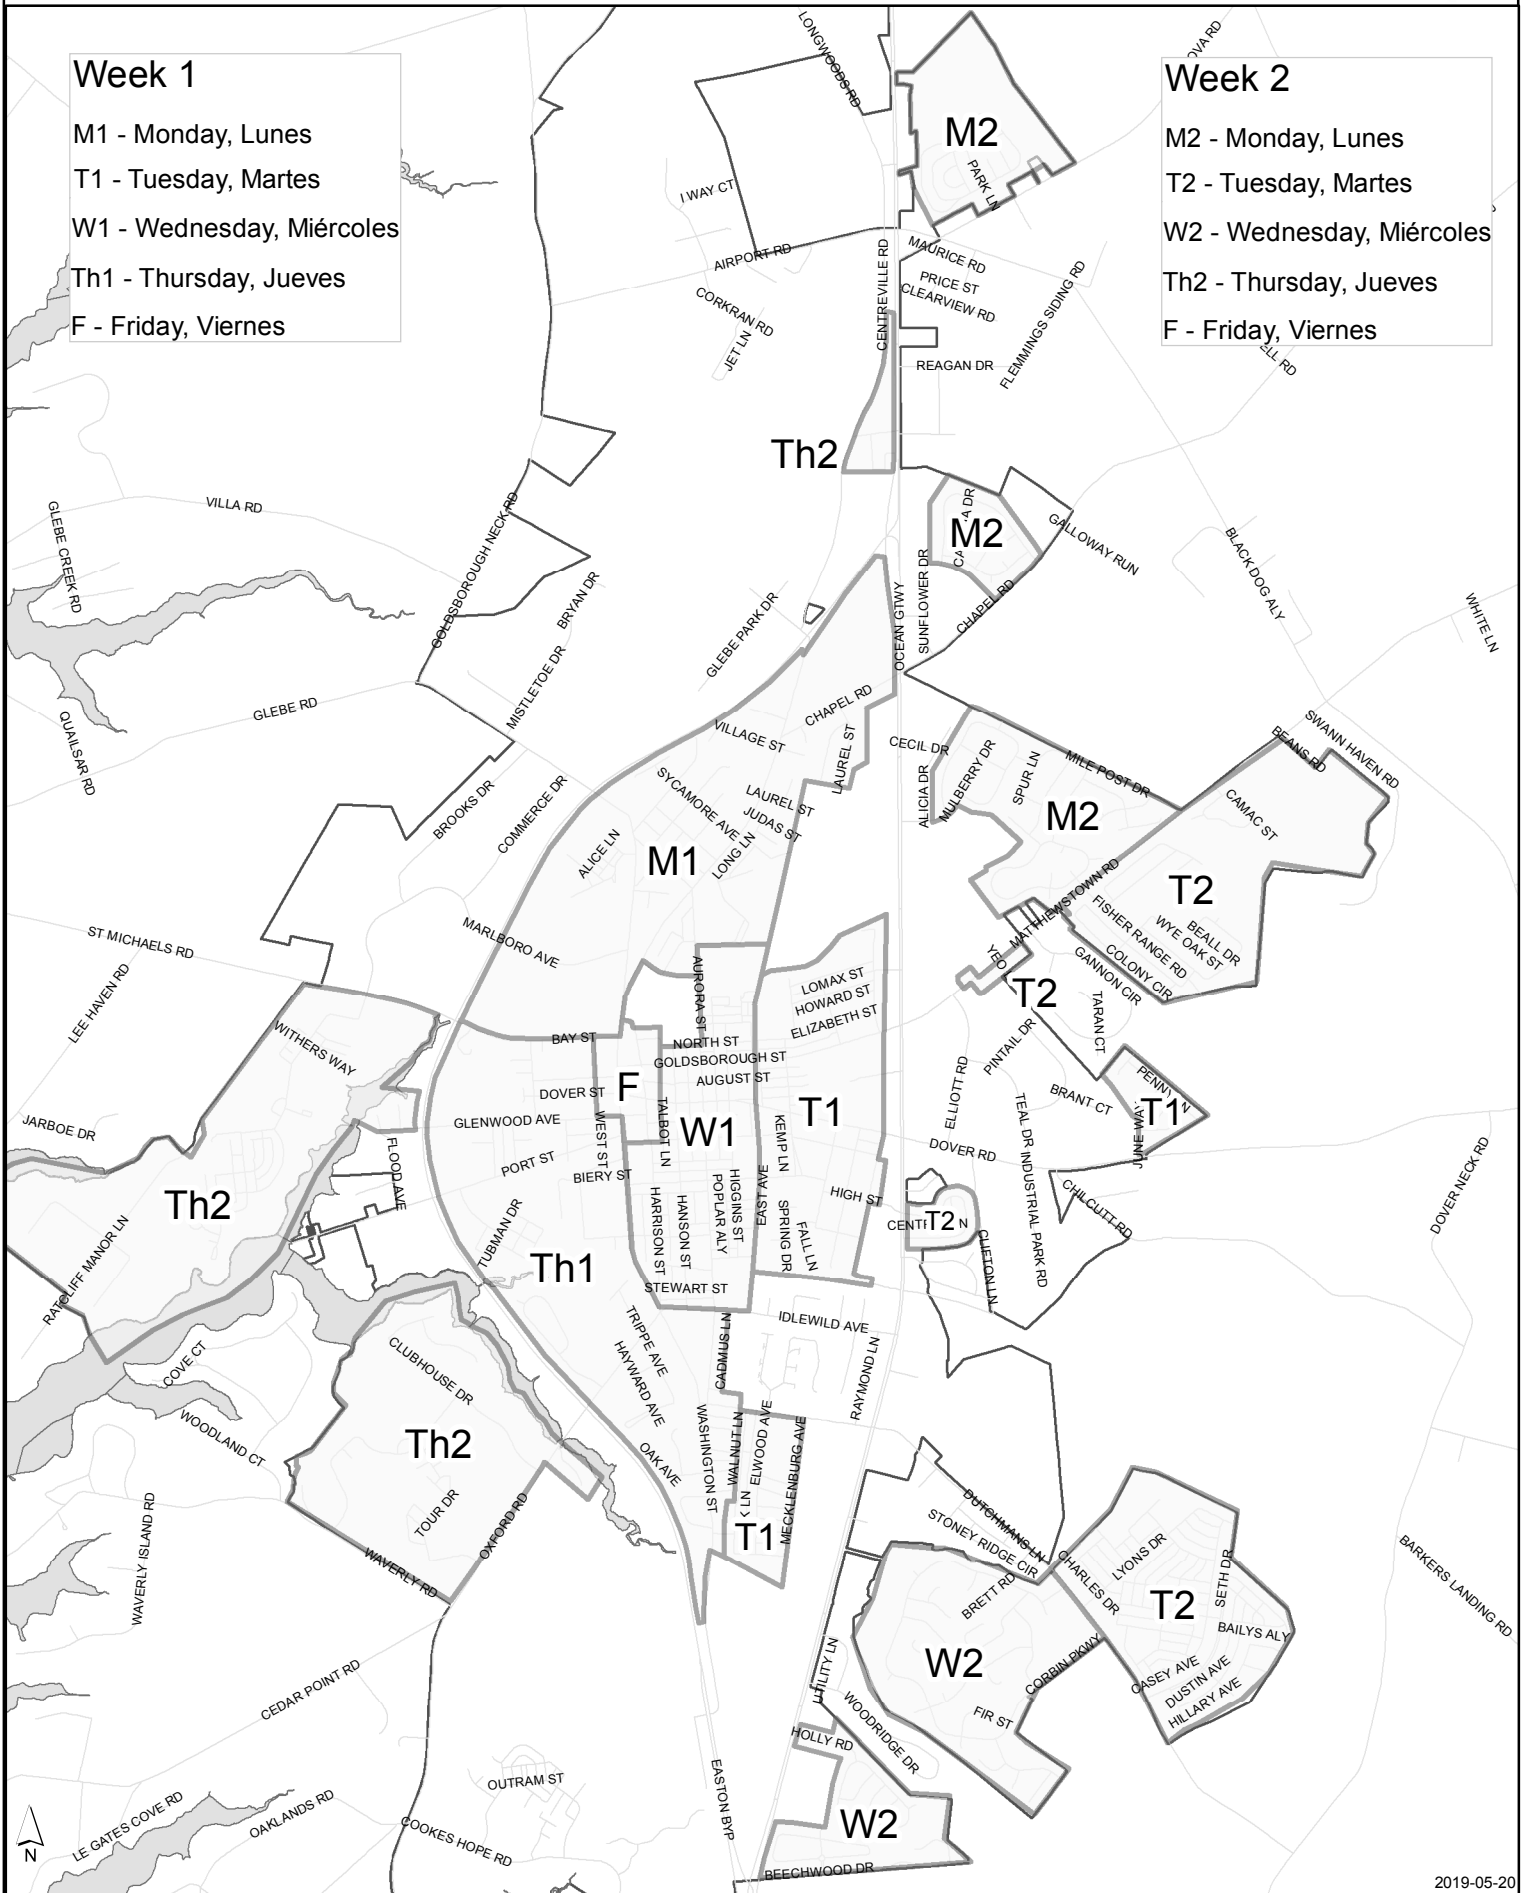 Week 1
M1 - Monday, Lunes
T1 - Tuesday, Martes
W1 - Wednesday, Miércoles
Th1 - Thursday, Jueves
F - Friday, Viernes
Week 2
M2 - Monday, Lunes
T2 - Tuesday, Martes
W2 - Wednesday, Miércoles
Th2 - Thursday, Jueves
F - Friday, Viernes
LONGWOODS RD
OVA RD
M2
PARK LN
I WAY CT
AIRPORT RD
CORKRAN RD
JET LN
CENTREVILLE RD
MAURICE RD
PRICE ST
CLEARVIEW RD
FLEMMINGS SIDING RD
REAGAN DR
ELL RD
Th2
M2
CA
A DR
GALLOWAY RUN
BLACK DOG ALY
WHITE LN
VILLA RD
GLEBE CREEK RD
GOLDSBOROUGH NECK RD
BRYAN DR
GLEBE PARK DR
OCEAN GTWY
SUNFLOWER DR
CHAPEL RD
QUAILSAR RD
GLEBE RD
MISTLETOE DR
VILLAGE ST
CHAPEL RD
LAUREL ST
CECIL DR
ALICIA DR
MULBERRY DR
SPUR LN
MILE POST DR
BEANS RD
SWANN HAVEN RD
BROOKS DR
COMMERCE DR
SYCAMORE AVE
LAUREL ST
JUDAS ST
LONG LN
ALICE LN
M1
M2
CAMAC ST
T2
MATTHEWSTOWN RD
FISHER RANGE RD
WYE OAK ST
BEALL DR
COLONY CIR
GANNON CIR
ST MICHAELS RD
LEE HAVEN RD
MARLBORO AVE
AURORA ST
LOMAX ST
HOWARD ST
ELIZABETH ST
YEO
T2
TARAN CT
PINTAIL DR
WITHERS WAY
BAY ST
NORTH ST
GOLDSBOROUGH ST
AUGUST ST
DOVER ST
F
GLENWOOD AVE
WEST ST
TALBOT LN
W1
T1
KEMP LN
ELLIOTT RD
TEAL DR
BRANT CT
PENNY LN
T1
JUNE WAY
JARBOE DR
FLOOD AVE
PORT ST
BIERY ST
DOVER RD
HIGH ST
DOVER NECK RD
Th2
RATCLIFF MANOR LN
TUBMAN DR
Th1
HARRISON ST
HANSON ST
POPLAR ALY
HIGGINS ST
EAST AVE
SPRING DR
FALL LN
CENT
T2
N
CLIFTON LN
INDUSTRIAL PARK RD
CHILCUTT RD
STEWART ST
COVE CT
CLUBHOUSE DR
TRIPPE AVE
HAYWARD AVE
CADMUS LN
IDLEWILD AVE
RAYMOND LN
WOODLAND CT
Th2
TOUR DR
OXFORD RD
OAK AVE
WASHINGTON ST
WALNUT LN
ELWOOD AVE
MECKLENBURG AVE
K LN
T1
WAVERLY ISLAND RD
WAVERLY RD
DUTCHMANS LN
STONEY RIDGE CIR
BRETT RD
CHARLES DR
LYONS DR
SETH DR
T2
BAILYS ALY
BARKERS LANDING RD
W2
CORBIN PKWY
CASEY AVE
DUSTIN AVE
HILLARY AVE
UTILITY LN
CEDAR POINT RD
FIR ST
HOLLY RD
WOODRIDGE DR
OUTRAM ST
EASTON BYP
LE GATES COVE RD
OAKLANDS RD
COOKES HOPE RD
W2
BEECHWOOD DR
N
2019-05-20